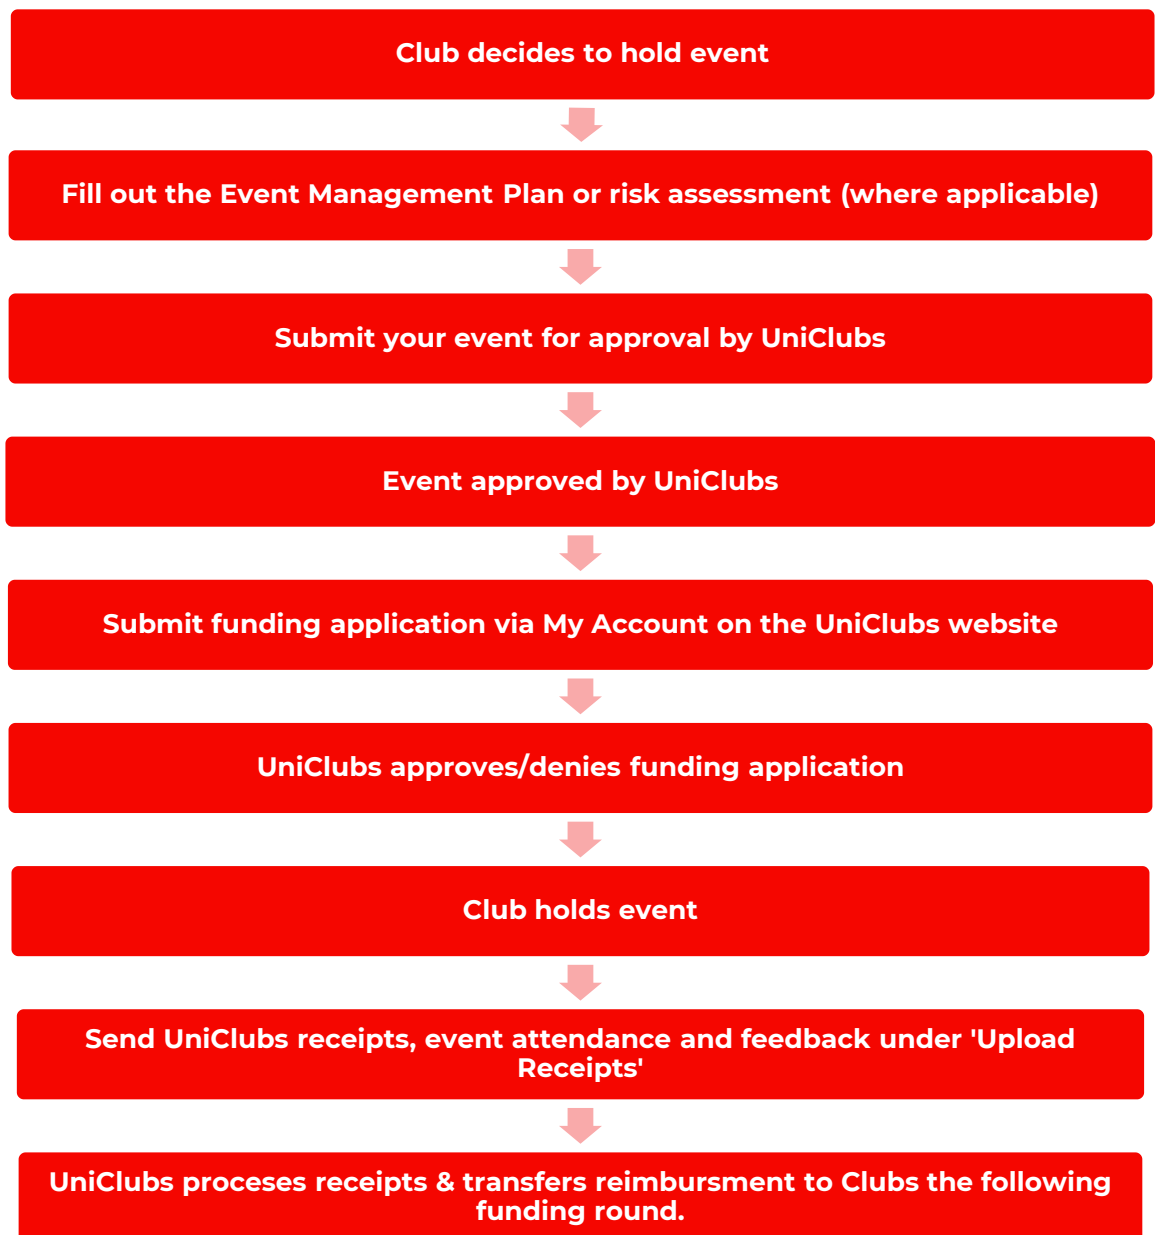 Club decides to hold event
Fill out the Event Management Plan or risk assessment (where applicable)
Submit your event for approval by UniClubs
Event approved by UniClubs
Submit funding application via My Account on the UniClubs website
UniClubs approves/denies funding application
Club holds event
Send UniClubs receipts, event attendance and feedback under 'Upload
Receipts'
UniClubs proceses receipts & transfers reimbursment to Clubs the following
funding round.